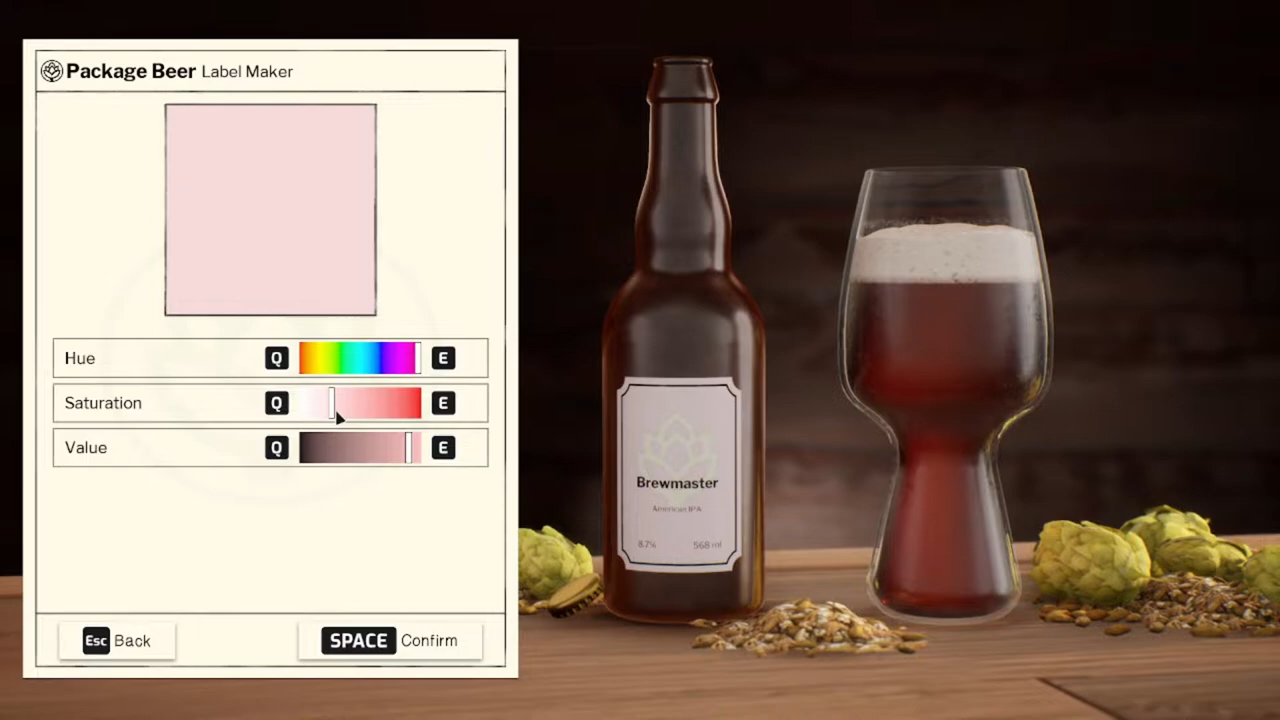 Package Beer Label Maker
Hue Q E
Saturation Q E
Value Q E
Esc Back SPACE Confirm
Brewmaster
American IPA
8.7% 568 ml